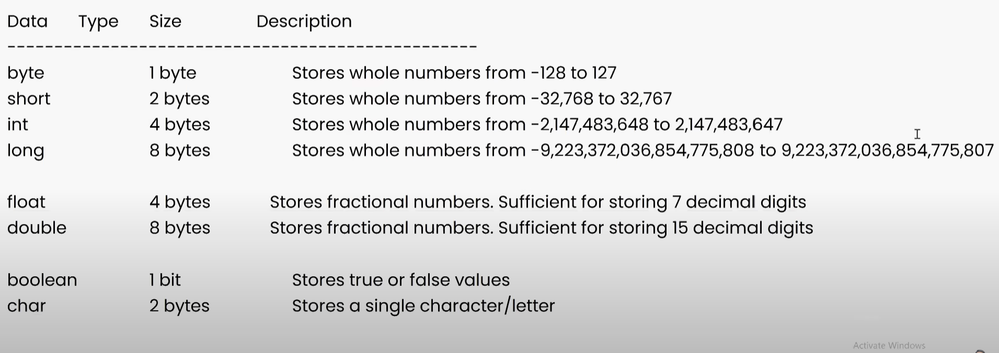 Data Type Size Description
--------------------------------------------------
byte 1 byte Stores whole numbers from -128 to 127
short 2 bytes Stores whole numbers from -32,768 to 32,767
int 4 bytes Stores whole numbers from -2,147,483,648 to 2,147,483,647
long 8 bytes Stores whole numbers from -9,223,372,036,854,775,808 to 9,223,372,036,854,775,807
float 4 bytes Stores fractional numbers. Sufficient for storing 7 decimal digits
double 8 bytes Stores fractional numbers. Sufficient for storing 15 decimal digits
boolean 1 bit Stores true or false values
char 2 bytes Stores a single character/letter
Activate Windows